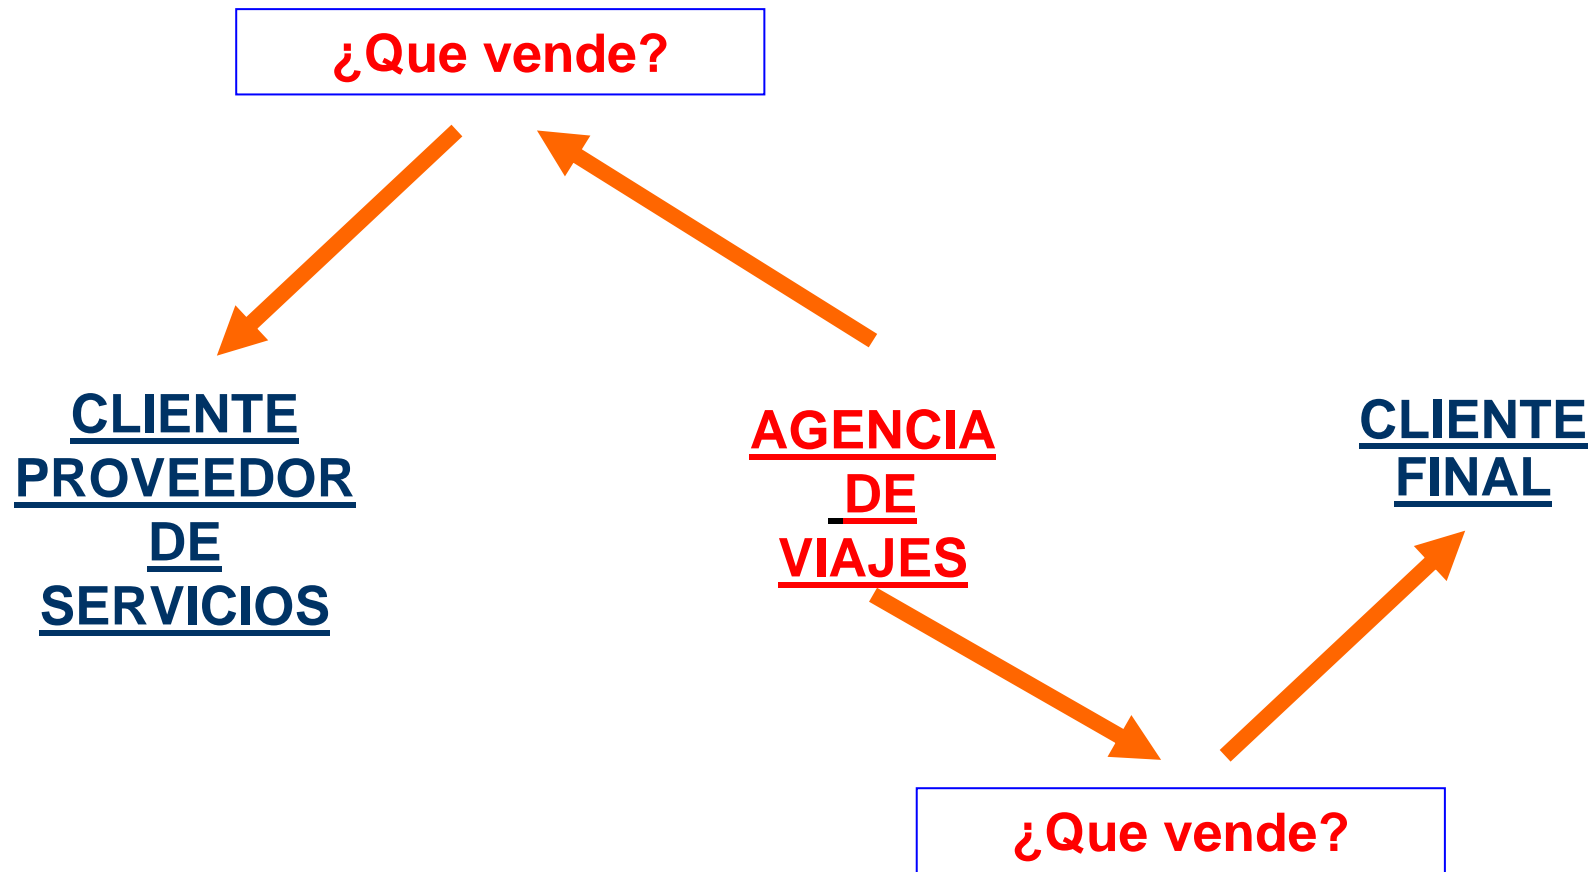 ¿Que vende?
CLIENTE
PROVEEDOR
DE
SERVICIOS
AGENCIA
DE
VIAJES
CLIENTE
FINAL
¿Que vende?